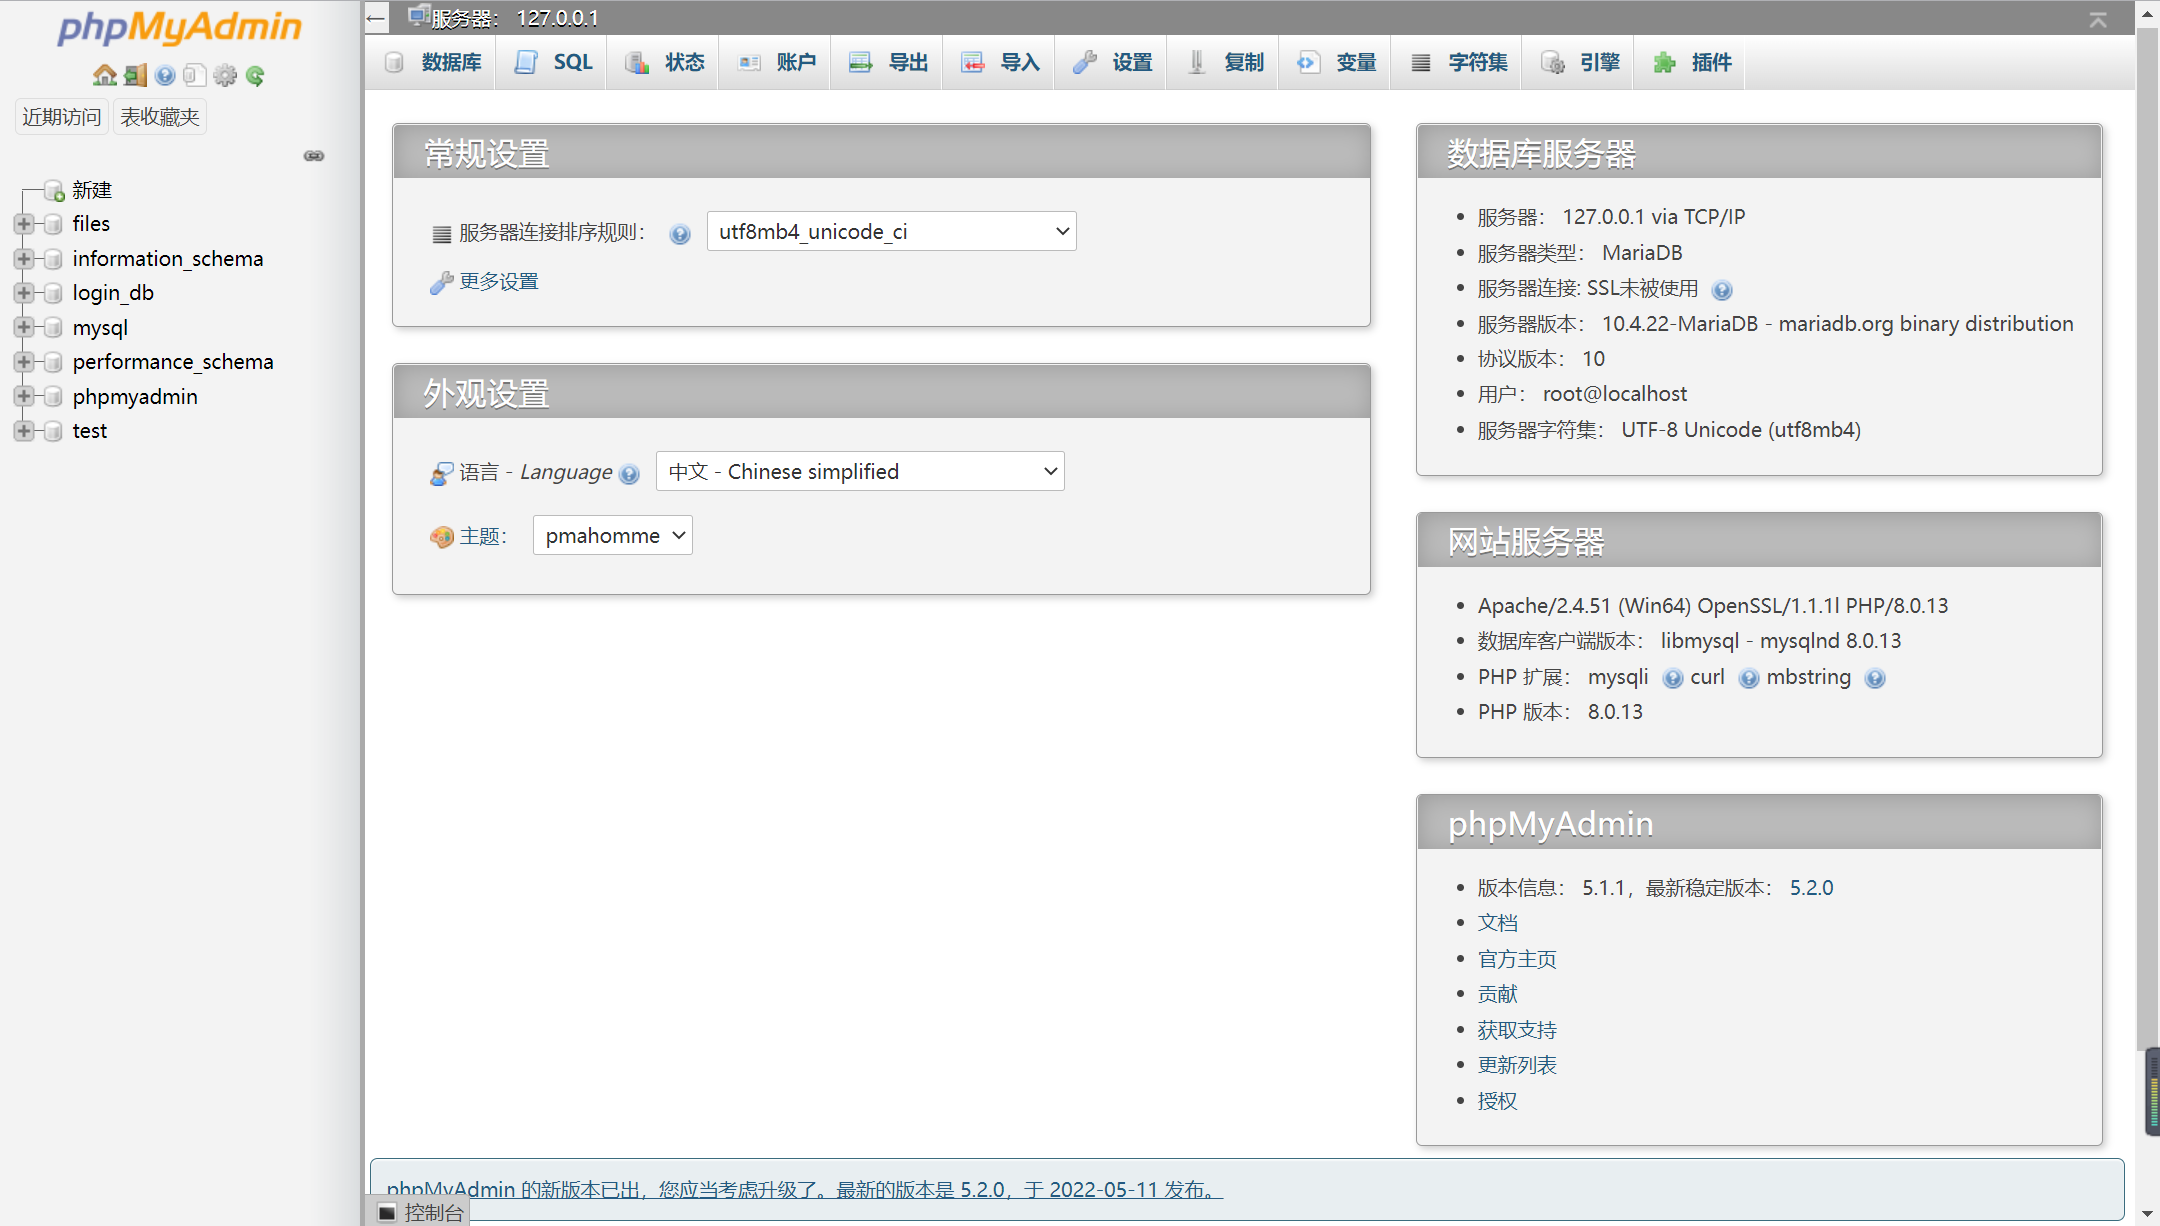 phpMyAdmin
近期访问 表收藏夹
新建
files
information_schema
login_db
mysql
performance_schema
phpmyadmin
test
服务器： 127.0.0.1
数据库 SQL 状态 账户 导出 导入 设置 复制 变量 字符集 引擎 插件
常规设置
服务器连接排序规则： utf8mb4_unicode_ci
更多设置
外观设置
语言 - Language 中文 - Chinese simplified
主题： pmahomme
数据库服务器
服务器： 127.0.0.1 via TCP/IP
服务器类型： MariaDB
服务器连接: SSL未被使用
服务器版本： 10.4.22-MariaDB - mariadb.org binary distribution
协议版本： 10
用户： root@localhost
服务器字符集： UTF-8 Unicode (utf8mb4)
网站服务器
Apache/2.4.51 (Win64) OpenSSL/1.1.1l PHP/8.0.13
数据库客户端版本： libmysql - mysqlnd 8.0.13
PHP 扩展： mysqli curl mbstring
PHP 版本： 8.0.13
phpMyAdmin
版本信息： 5.1.1，最新稳定版本： 5.2.0
文档
官方主页
贡献
获取支持
更新列表
授权
phpMyAdmin 的新版本已出，您应当考虑升级了。最新的版本是 5.2.0，于 2022-05-11 发布。
控制台